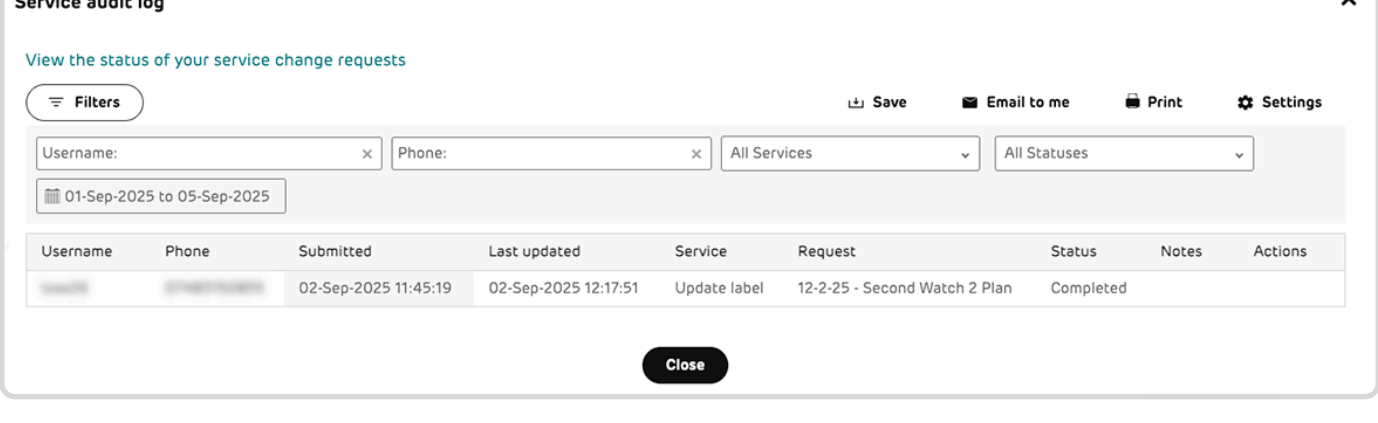 Service audit log
View the status of your service change requests
Filters Save Email to me Print Settings
Username: Phone: All Services All Statuses
01-Sep-2025 to 05-Sep-2025
Username Phone Submitted Last updated Service Request Status Notes Actions
02-Sep-2025 11:45:19 02-Sep-2025 12:17:51 Update label 12-2-25 - Second Watch 2 Plan Completed
Close